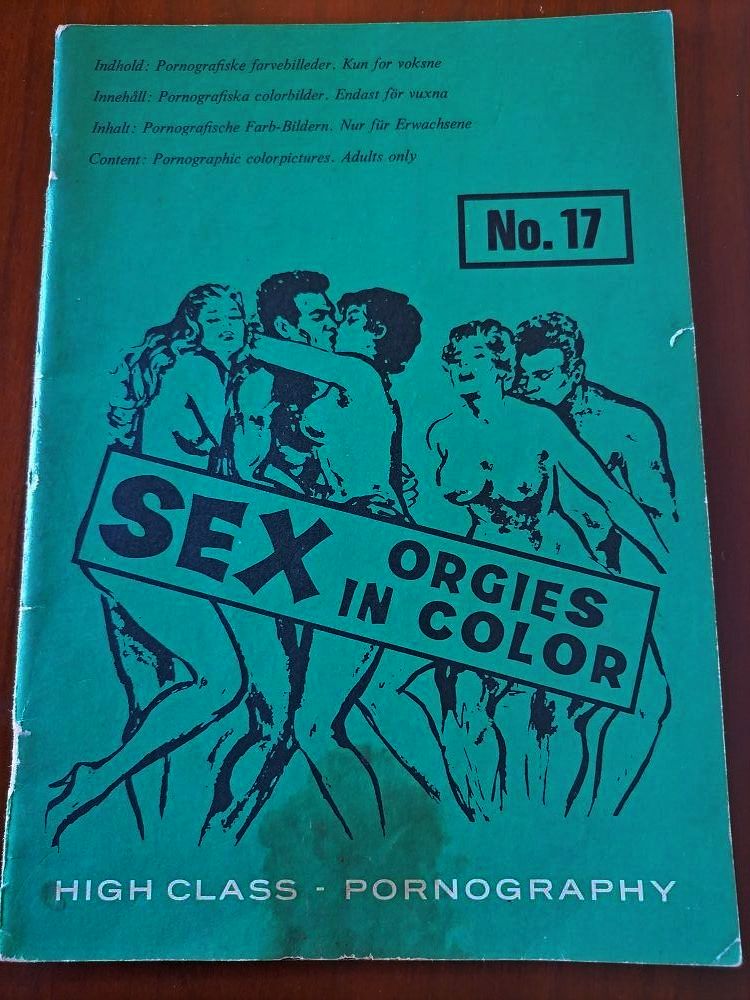 Indhold: Pornografiske farvebilleder. Kun for voksne
Innehåll: Pornografiska colorbilder. Endast för vuxna
Inhalt: Pornografische Farb-Bildern. Nur für Erwachsene
Content: Pornographic colorpictures. Adults only
No. 17
SEX ORGIES
IN COLOR
HIGH CLASS - PORNOGRAPHY